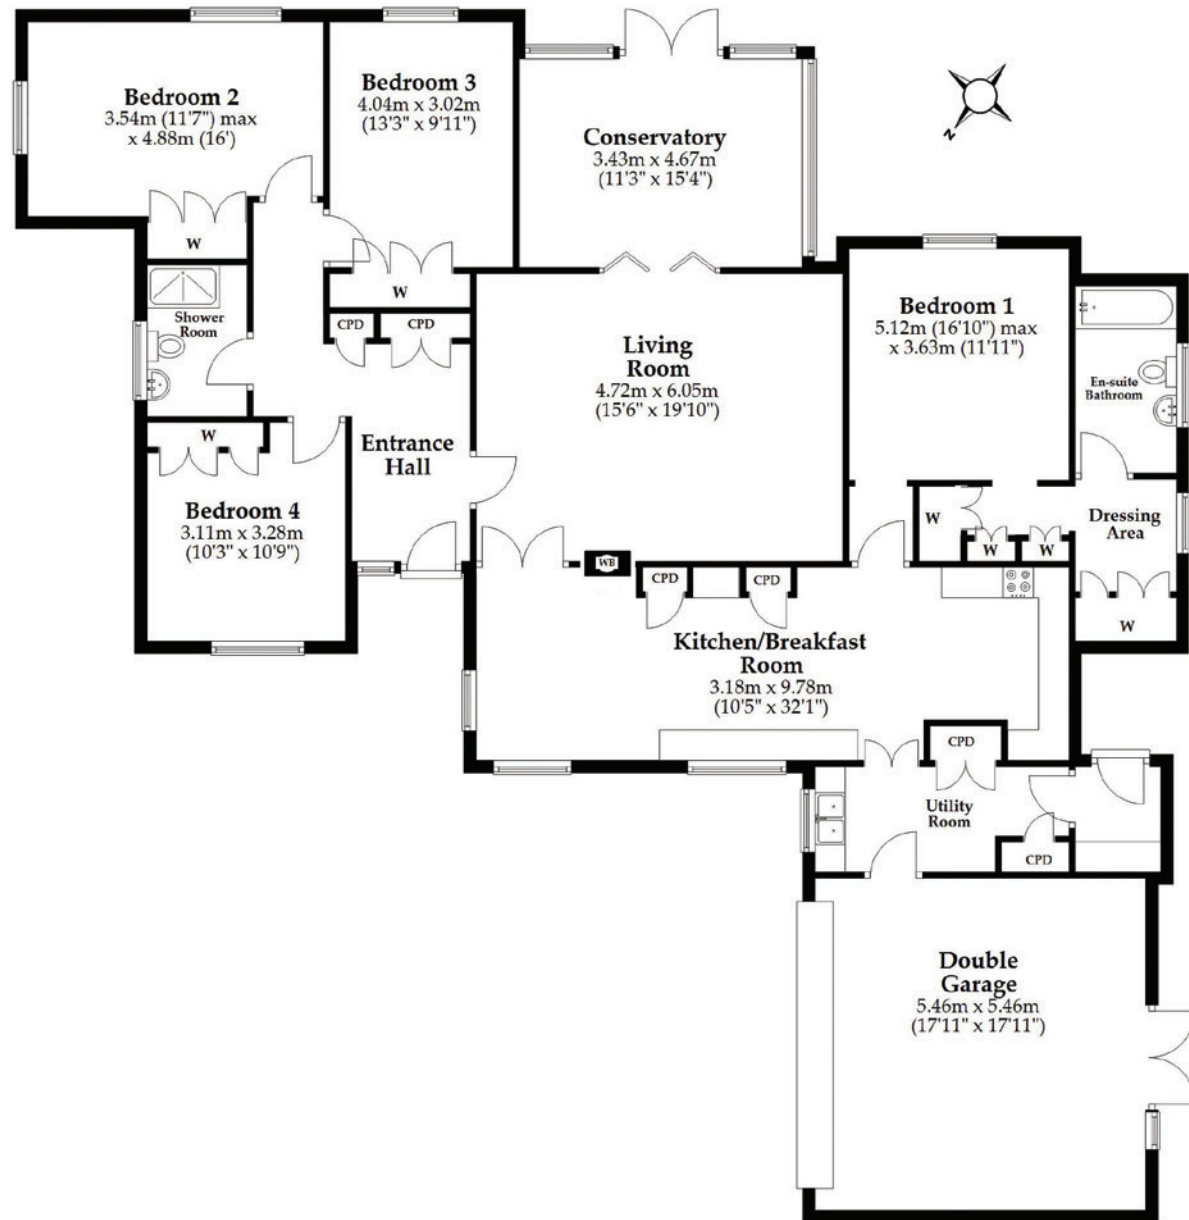 Bedroom 2
3.54m (11'7") max
x 4.88m (16')
W
Bedroom 3
4.04m x 3.02m
(13'3" x 9'11")
W
Conservatory
3.43m x 4.67m
(11'3" x 15'4")
N
Shower
Room
CPD
CPD
Living
Room
4.72m x 6.05m
(15'6" x 19'10")
Bedroom 1
5.12m (16'10") max
x 3.63m (11'11")
En-suite
Bathroom
W
Entrance
Hall
Bedroom 4
3.11m x 3.28m
(10'3" x 10'9")
W
W
W
Dressing
Area
W
WB
CPD
CPD
Kitchen/Breakfast
Room
3.18m x 9.78m
(10'5" x 32'1")
CPD
Utility
Room
CPD
Double
Garage
5.46m x 5.46m
(17'11" x 17'11")